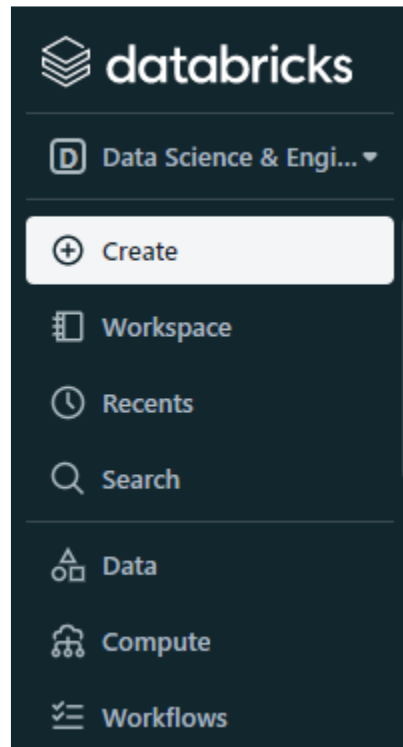 databricks
D Data Science & Engi...
Create
Workspace
Recents
Search
Data
Compute
Workflows